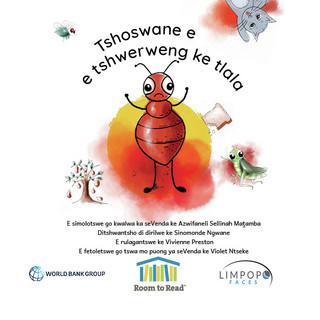 Tshoswane e
e tshwerweng ke tlala
E simolotswe go kwalwa ka seVenda ke Azwifaneli Sellinah Maṱamba
Ditshwantsho di dirilwe ke Sinomonde Ngwane
E rulagantswe ke Vivienne Preston
E fetoletswe go tswa mo puong ya seVenda ke Violet Ntseke
WORLD BANK GROUP
Room to Read
LIMPOPO
FACES